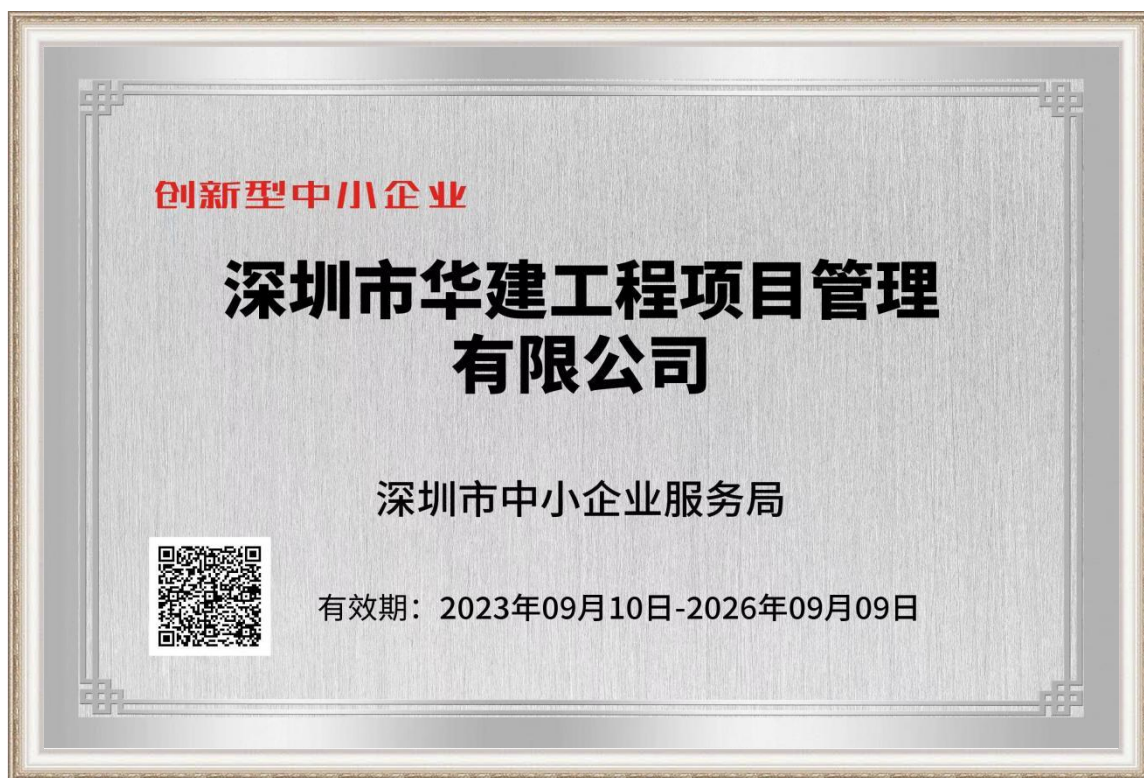 创新型中小企业
深圳市华建工程项目管理
有限公司
深圳市中小企业服务局
有效期：2023年09月10日-2026年09月09日